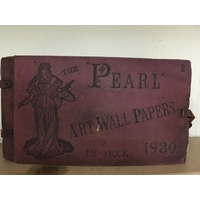 THE "PEARL"
ART WALL PAPERS
IN STOCK. 1930